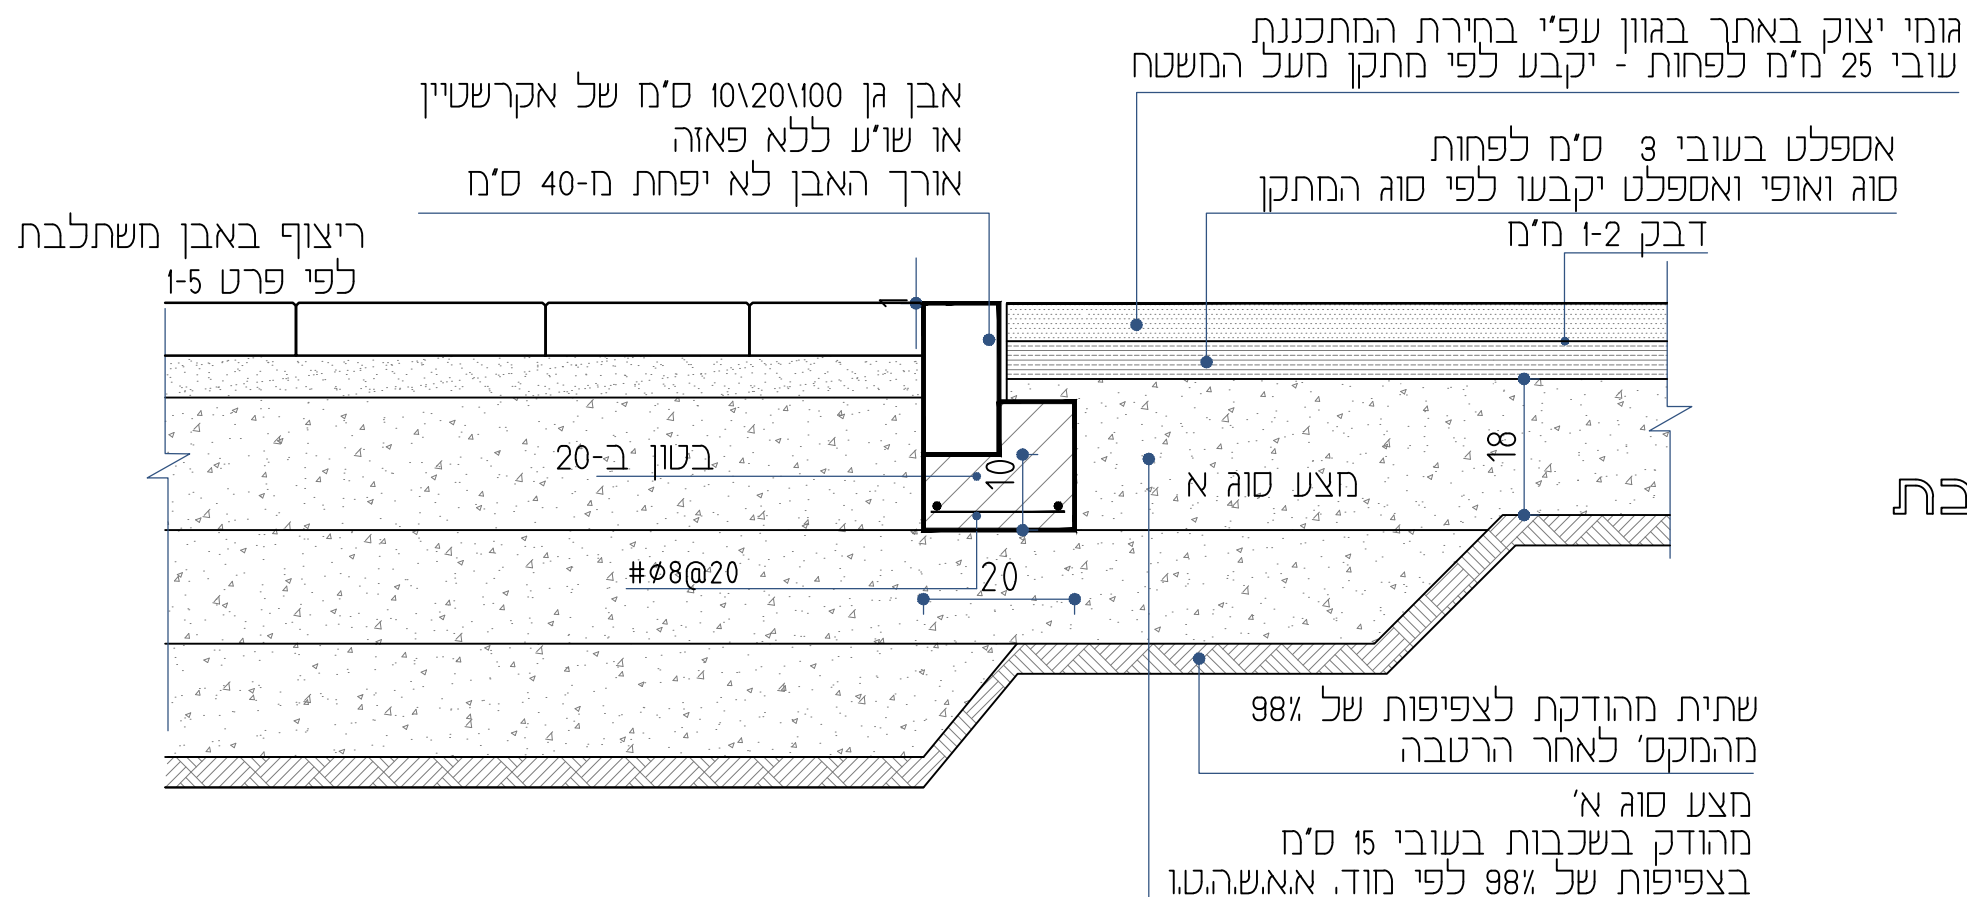 גומי יצוק באתר בגוון עפ"י בחירת המתכננת
עובי 25 מ"מ לפחות - יקבע לפי מתקן מעל המשטח
אבן גן 10\20\100 ס"מ של אקרשטיין
או שו"ע ללא פאזה
אורך האבן לא יפחת מ-40 ס"מ
אספלט בעובי 3 ס"מ לפחות
סוג ואופי ואספלט יקבעו לפי סוג המתקן
דבק 1-2 מ"מ
ריצוף באבן משתלבת
לפי פרט 1-5
1
18
בטון ב-20
10
מצע סוג א
#ø8@20
20
שתית מהודקת לצפיפות של 98%
מהמקס' לאחר הרטבה
מצע סוג א'
מהודק בשכבות בעובי 15 ס"מ
בצפיפות של 98% לפי מוד. א.א.ש.ה.ט.ו